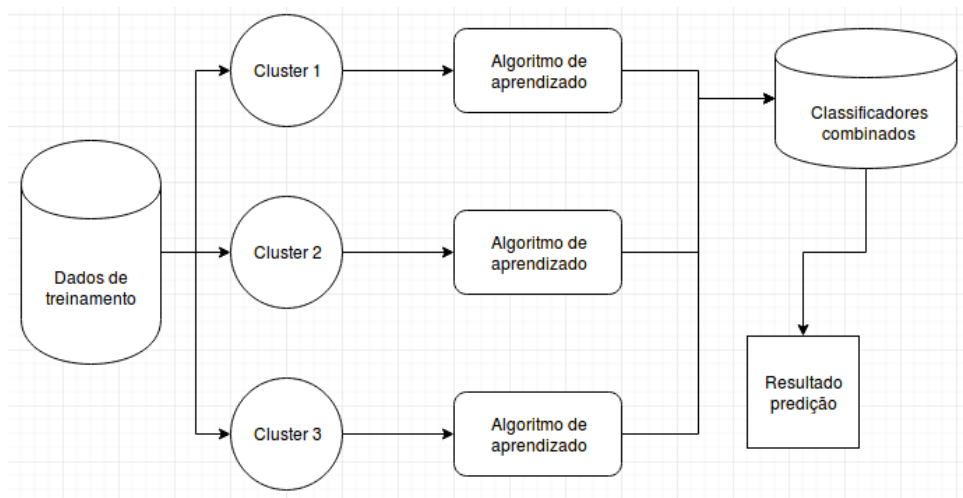 Cluster 1
Algoritmo de
aprendizado
Classificadores
combinados
Dados de
treinamento
Cluster 2
Algoritmo de
aprendizado
Resultado
predição
Cluster 3
Algoritmo de
aprendizado